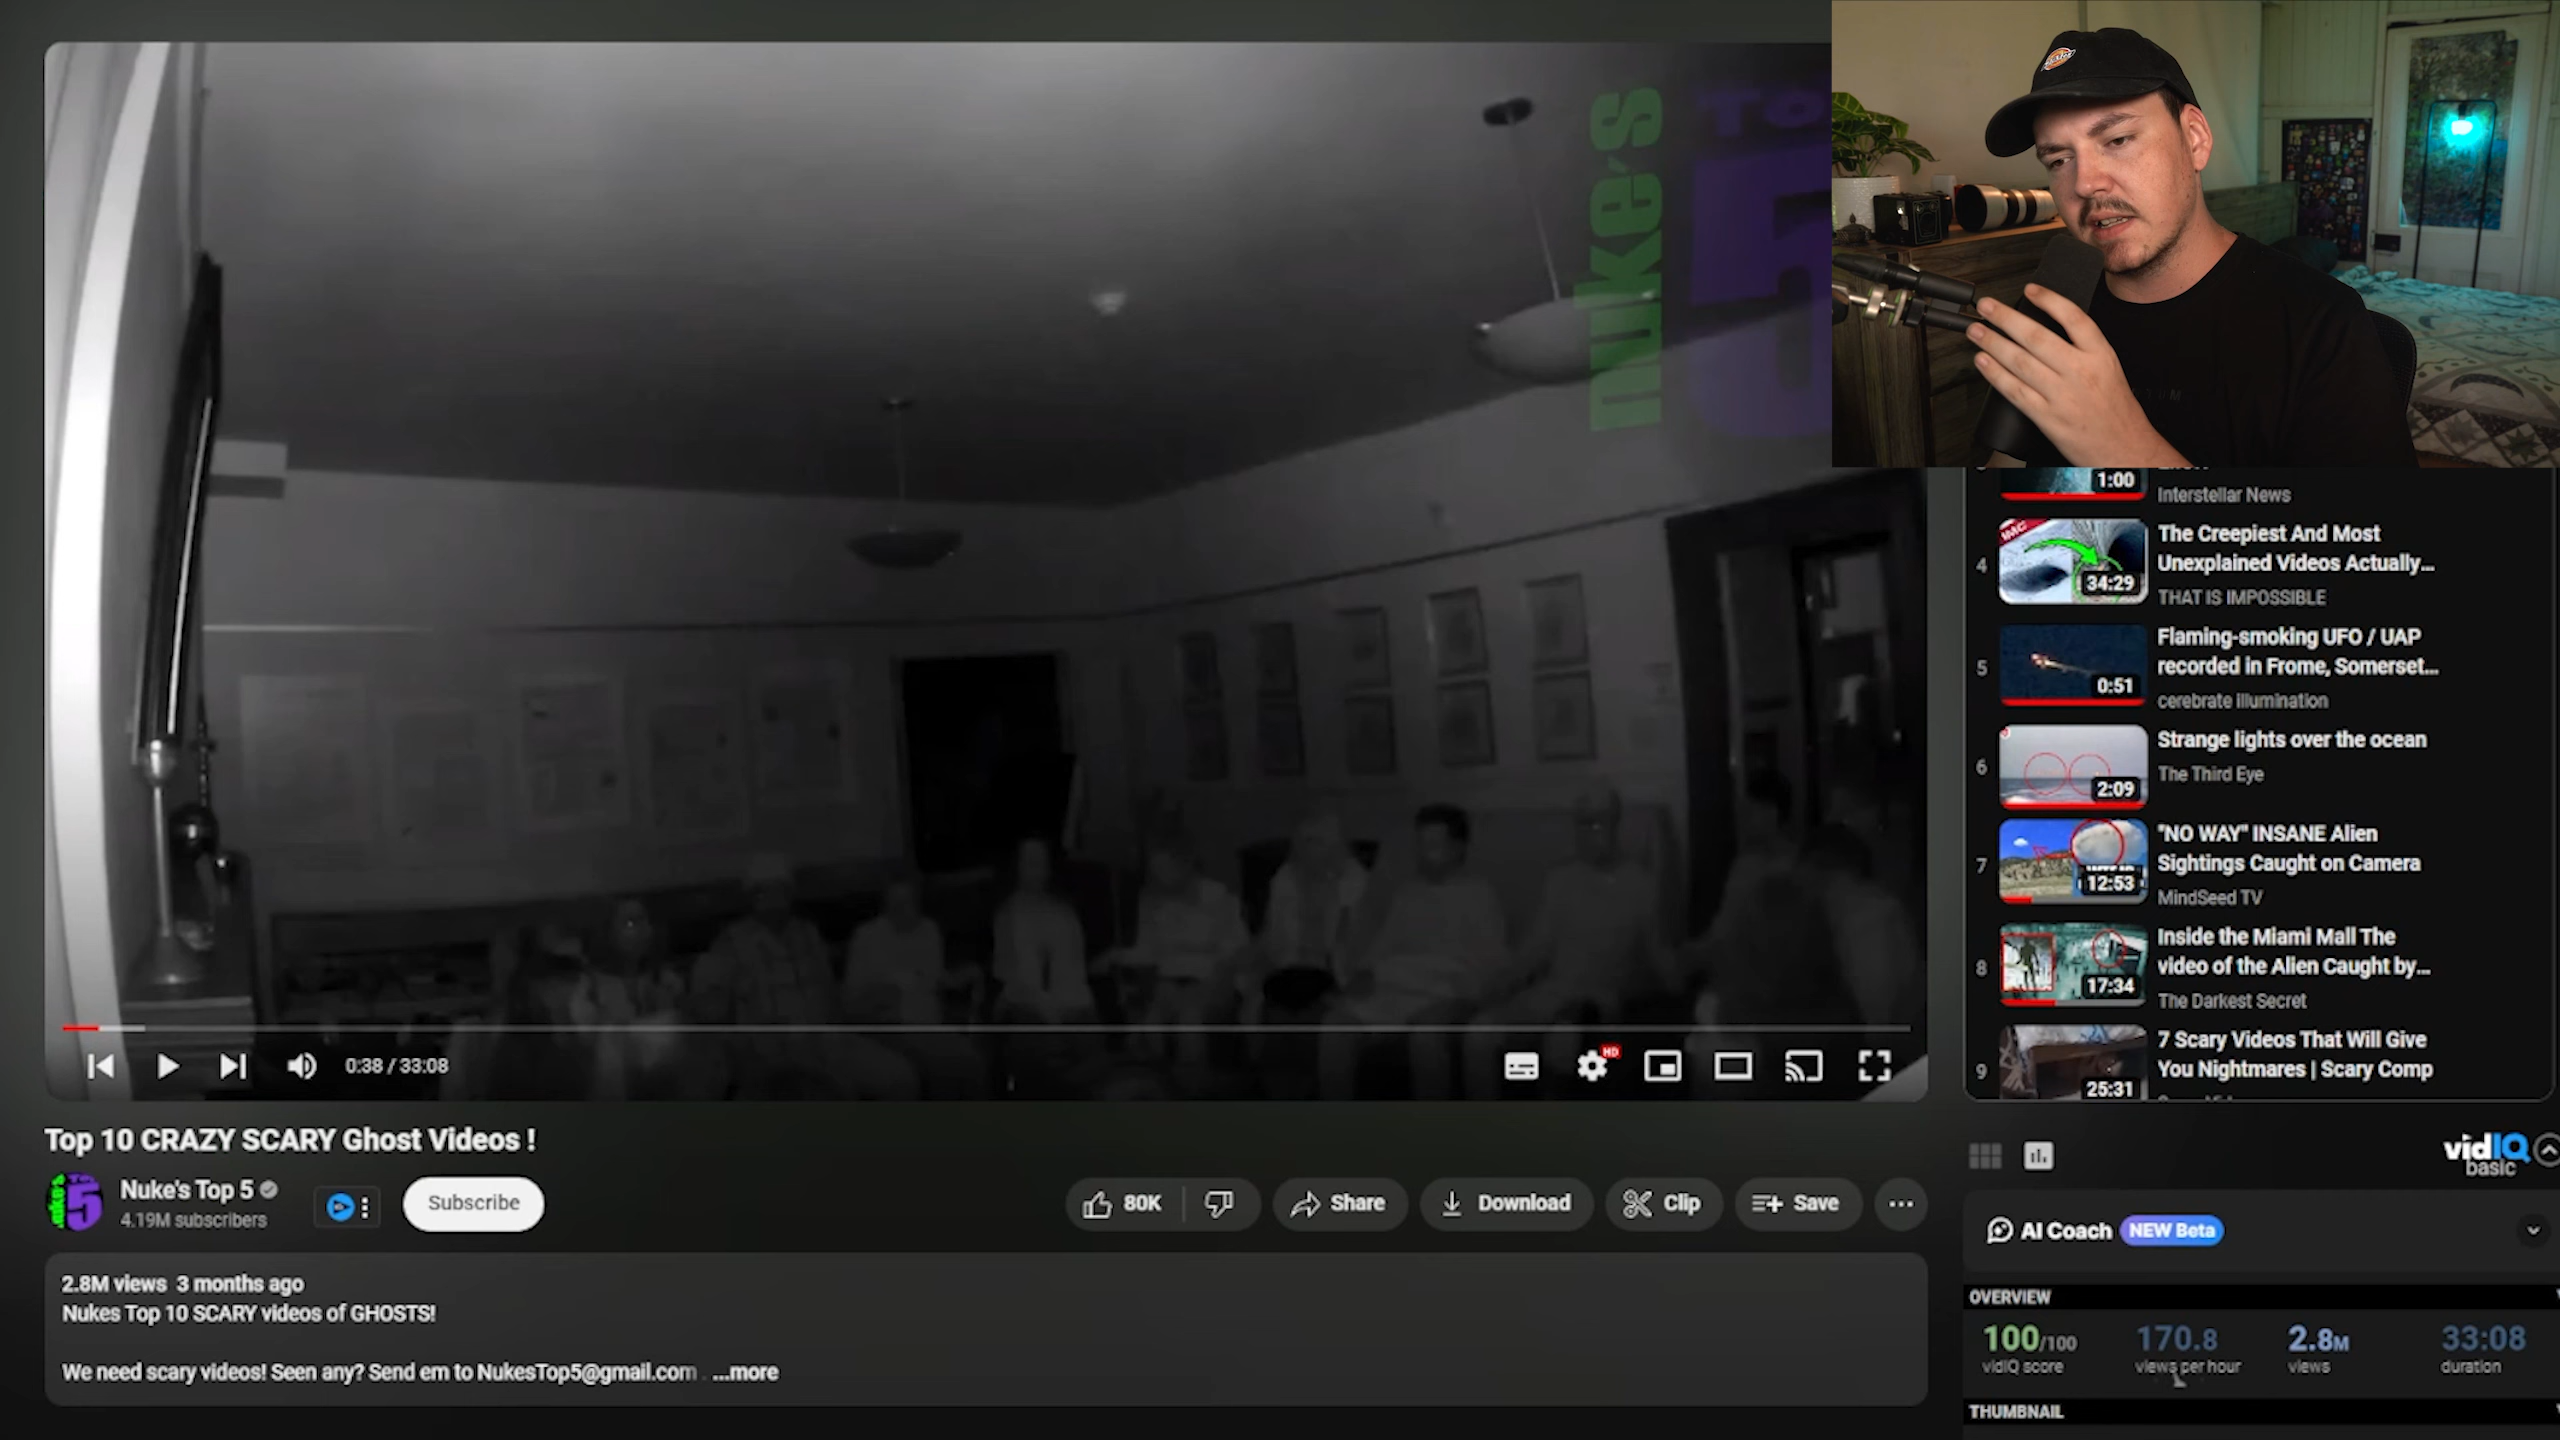 nuke's
TO
5
Dickies
1:00
Interstellar News
4
34:29
The Creepiest And Most
Unexplained Videos Actually...
THAT IS IMPOSSIBLE
5
0:51
Flaming-smoking UFO / UAP
recorded in Frome, Somerset...
cerebrate illumination
6
2:09
Strange lights over the ocean
The Third Eye
7
12:53
"NO WAY" INSANE Alien
Sightings Caught on Camera
MindSeed TV
8
17:34
Inside the Miami Mall The
video of the Alien Caught by...
The Darkest Secret
9
25:31
7 Scary Videos That Will Give
You Nightmares | Scary Comp
0:38 / 33:08
HD
Top 10 CRAZY SCARY Ghost Videos !
Nuke's Top 5
4.19M subscribers
Subscribe
80K
Share
Download
Clip
Save
2.8M views 3 months ago
Nukes Top 10 SCARY videos of GHOSTS!
We need scary videos! Seen any? Send em to NukesTop5@gmail.com ...more
vidIQ
basic
AI Coach NEW Beta
OVERVIEW
100/100 170.8 2.8M 33:08
vidIQ score views per hour views duration
THUMBNAIL